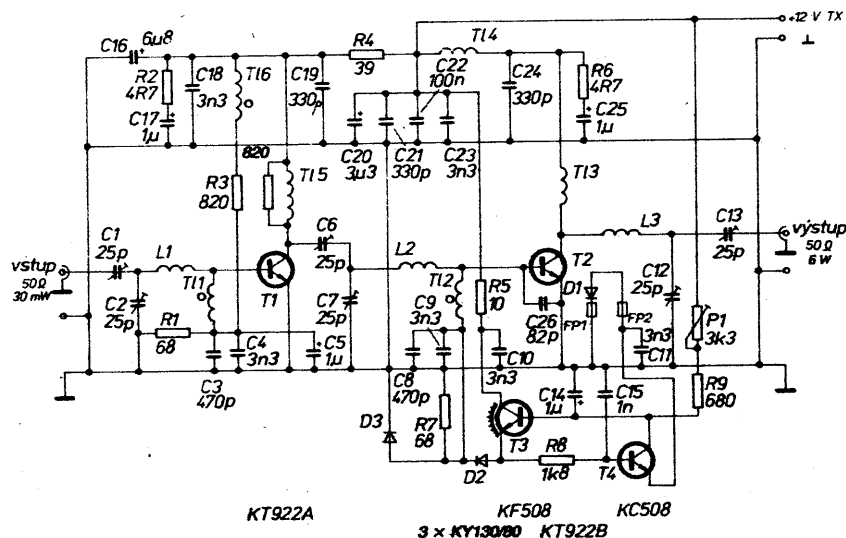 C16 6µ8
R2
4R7
C17
1µ
C18
3n3
Tl6
C19
330p
R4
39
Tl4
C22
100n
C24
330p
R6
4R7
C25
1µ
+12 V TX
⊥
C20
3µ3
C21
330p
C23
3n3
820
R3
820
Tl5
Tl3
C1
25p
L1
C6
25p
L2
T2
L3
C13
25p
vstup
50Ω
30 mW
výstup
50Ω
6 W
C2
25p
Tl1
T1
C7
25p
Tl2
C9
3n3
R5
10
C26
82p
D1
FP1
FP2
C12
25p
3n3
C11
P1
3k3
R1
68
C3
470p
C4
3n3
C5
1µ
C8
470p
R7
68
C10
3n3
C14
1µ
C15
1n
R9
680
D3
D2
T3
R8
1k8
T4
KT922A
KF508
KC508
3 × KY130/80
KT922B